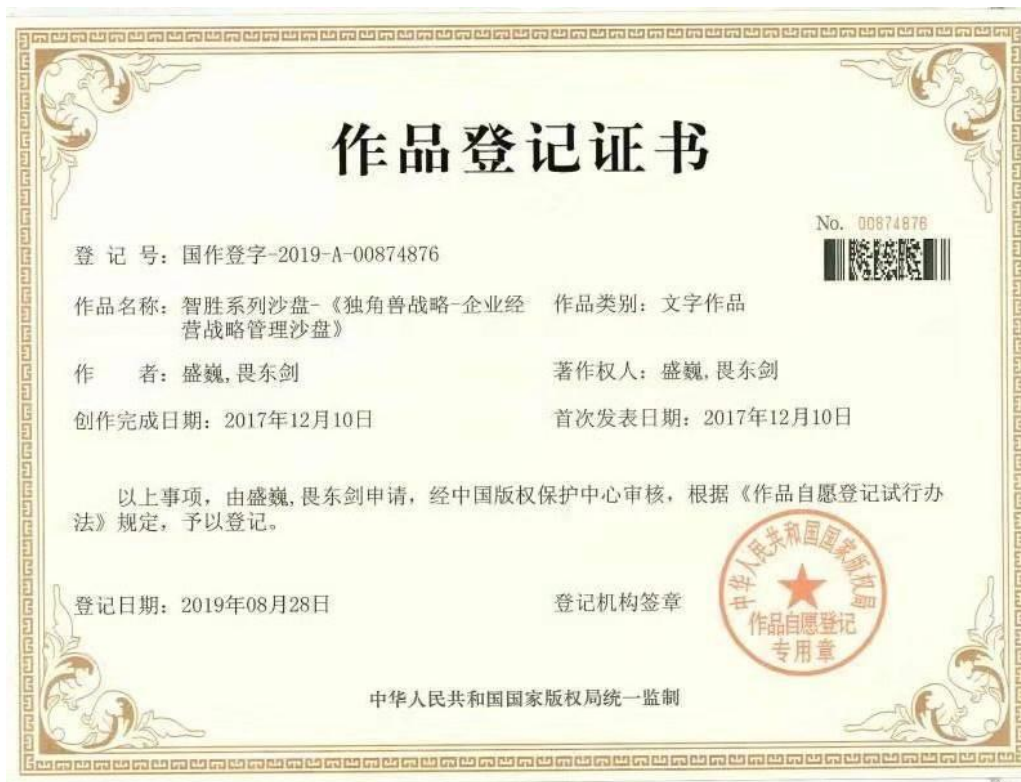 作品登记证书
No. 00874876
登 记 号：国作登字-2019-A-00874876
作品名称：智胜系列沙盘-《独角兽战略-企业经
营战略管理沙盘》
作品类别：文字作品
作 者：盛巍,畏东剑
著作权人：盛巍,畏东剑
创作完成日期：2017年12月10日
首次发表日期：2017年12月10日
以上事项，由盛巍,畏东剑申请，经中国版权保护中心审核，根据《作品自愿登记试行办
法》规定，予以登记。
登记日期：2019年08月28日
登记机构签章
中华人民共和国国家版权局
作品自愿登记
专用章
中华人民共和国国家版权局统一监制